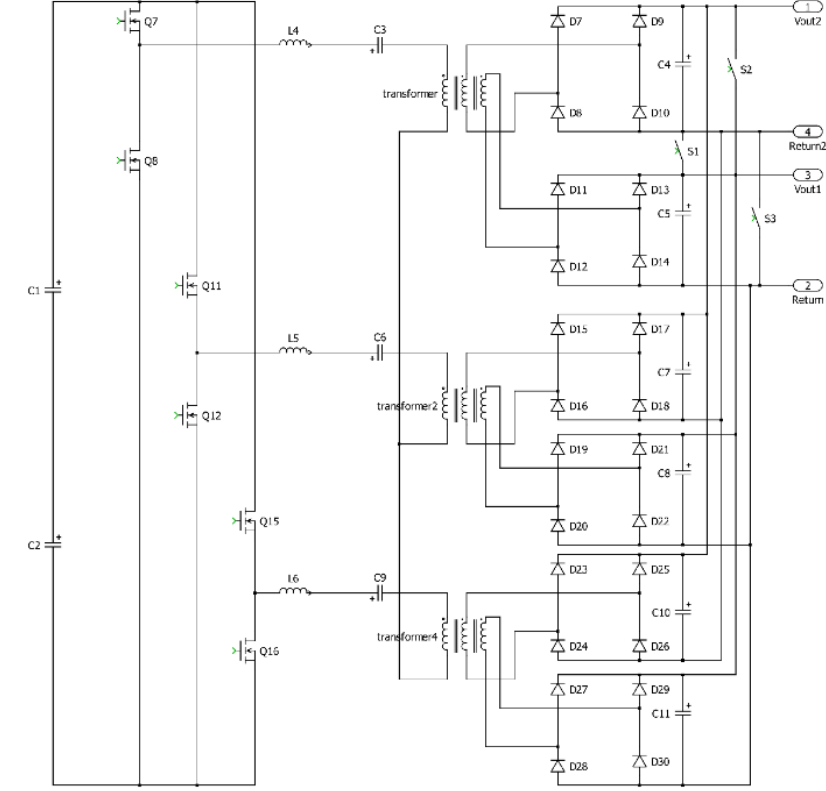 1
Vout2
Q7
L4
C3
D7
D9
C4
S2
transformer
D8
D10
4
Return2
Q8
S1
3
Vout1
D11
D13
C5
S3
D12
D14
C1
Q11
2
Return
L5
C6
D15
D17
C7
transformer2
D16
D18
Q12
D19
D21
C8
Q15
D20
D22
C2
L6
C9
D23
D25
C10
transformer4
D24
D26
Q16
D27
D29
C11
D28
D30